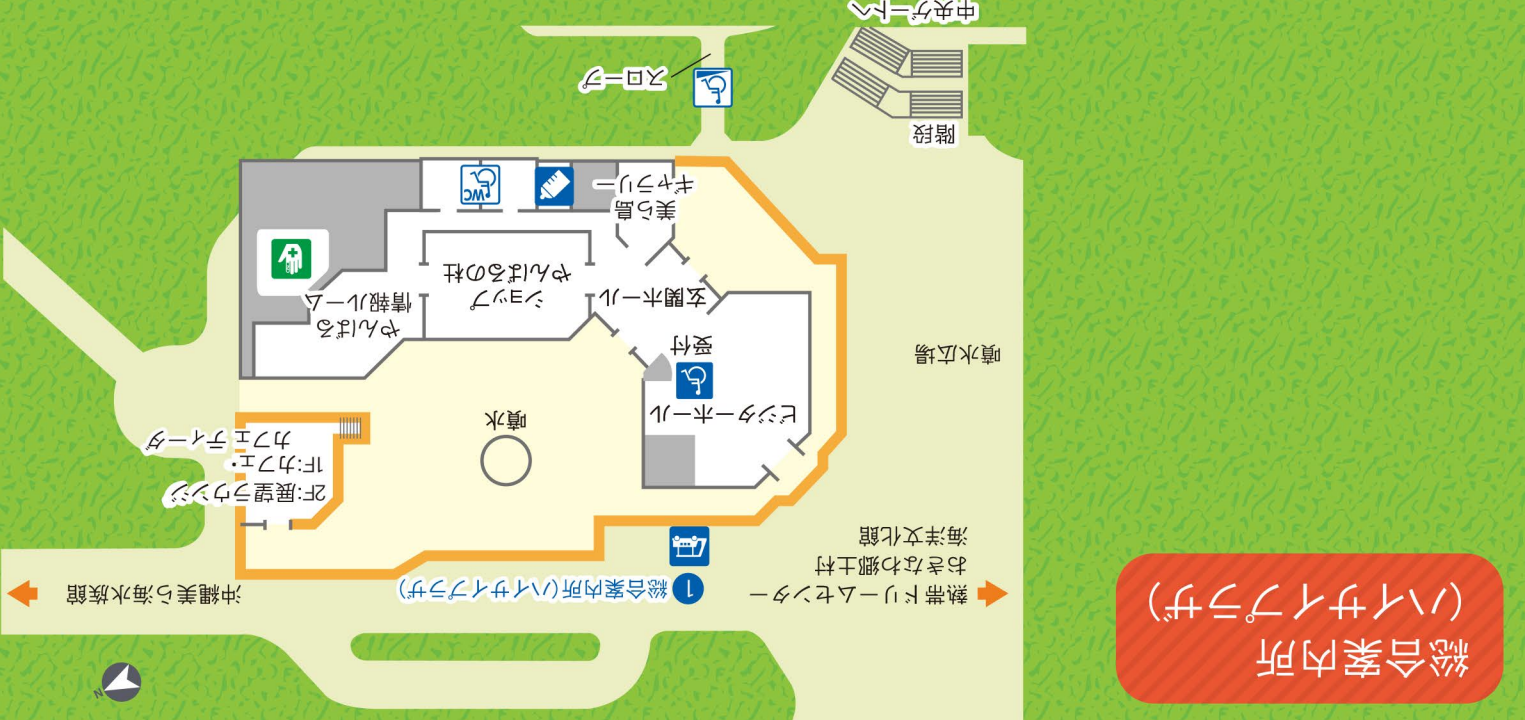 総合案内所
（ハイサイプラザ）
沖縄美ら海水族館
1 総合案内所（ハイサイプラザ）
熱帯ドリームセンター
おきなわ郷土村
海洋文化館
2F:展望ラウンジ
1F:カフェ・
カフェ ティーダ
噴水
ビジターホール
受付
噴水広場
やんばる
情報ルーム
ショップ
やんばるの杜
玄関ホール
美ら島
ギャラリー
WC
階段
スロープ
中央ゲートへ
N